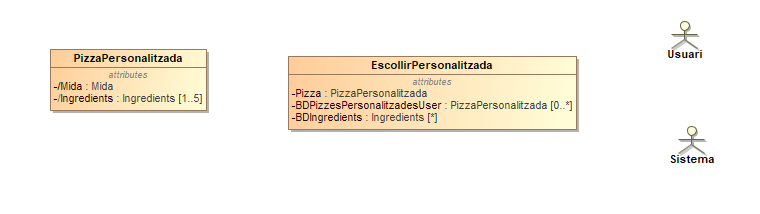 PizzaPersonalitzada
attributes
-/Mida : Mida
-/Ingredients : Ingredients [1..5]
EscollirPersonalitzada
attributes
-Pizza : PizzaPersonalitzada
-BDPizzesPersonalitzadesUser : PizzaPersonalitzada [0..*]
-BDIngredients : Ingredients [*]
Usuari
Sistema